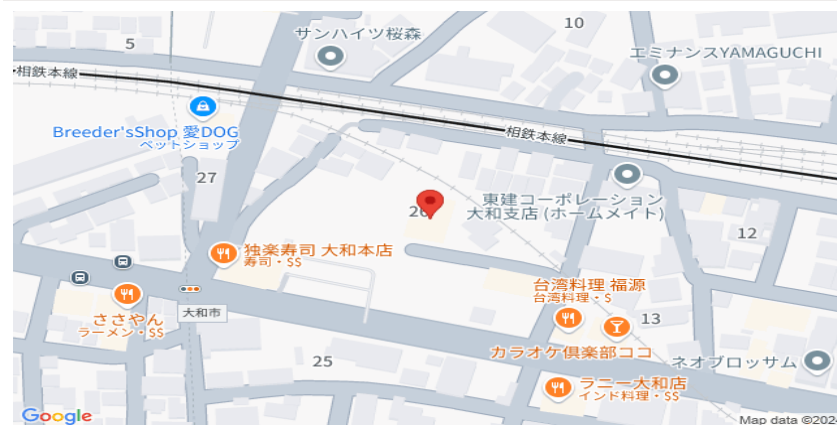 サンハイツ桜森
10
5
エミナンスYAMAGUCHI
相鉄本線
Breeder'sShop 愛DOG
ペットショップ
相鉄本線
27
東建コーポレーション
大和支店 (ホームメイト)
12
独楽寿司 大和本店
寿司・$$
台湾料理 福源
台湾料理・$
大和市
ささやん
ラーメン・$$
13
カラオケ倶楽部ココ
25
ネオブロッサム
ラニー大和店
インド料理・$$
Google
Map data ©202